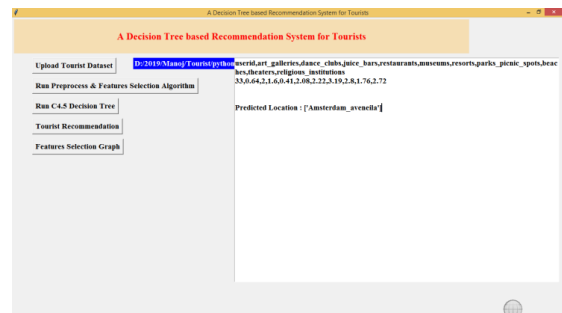 A Decision Tree based Recommendation System for Tourists
A Decision Tree based Recommendation System for Tourists
Upload Tourist Dataset
D:/2019/Manoj/Tourist/python
Run Preprocess & Features Selection Algorithm
Run C4.5 Decision Tree
Tourist Recommendation
Features Selection Graph
userid,art_galleries,dance_clubs,juice_bars,restaurants,museums,resorts,parks_picnic_spots,beac
hes,theaters,religious_institutions
33,0.64,2,1.6,0.41,2.08,2.22,3.19,2.8,1.76,2.72
Predicted Location : ['Amsterdam_aveneila']